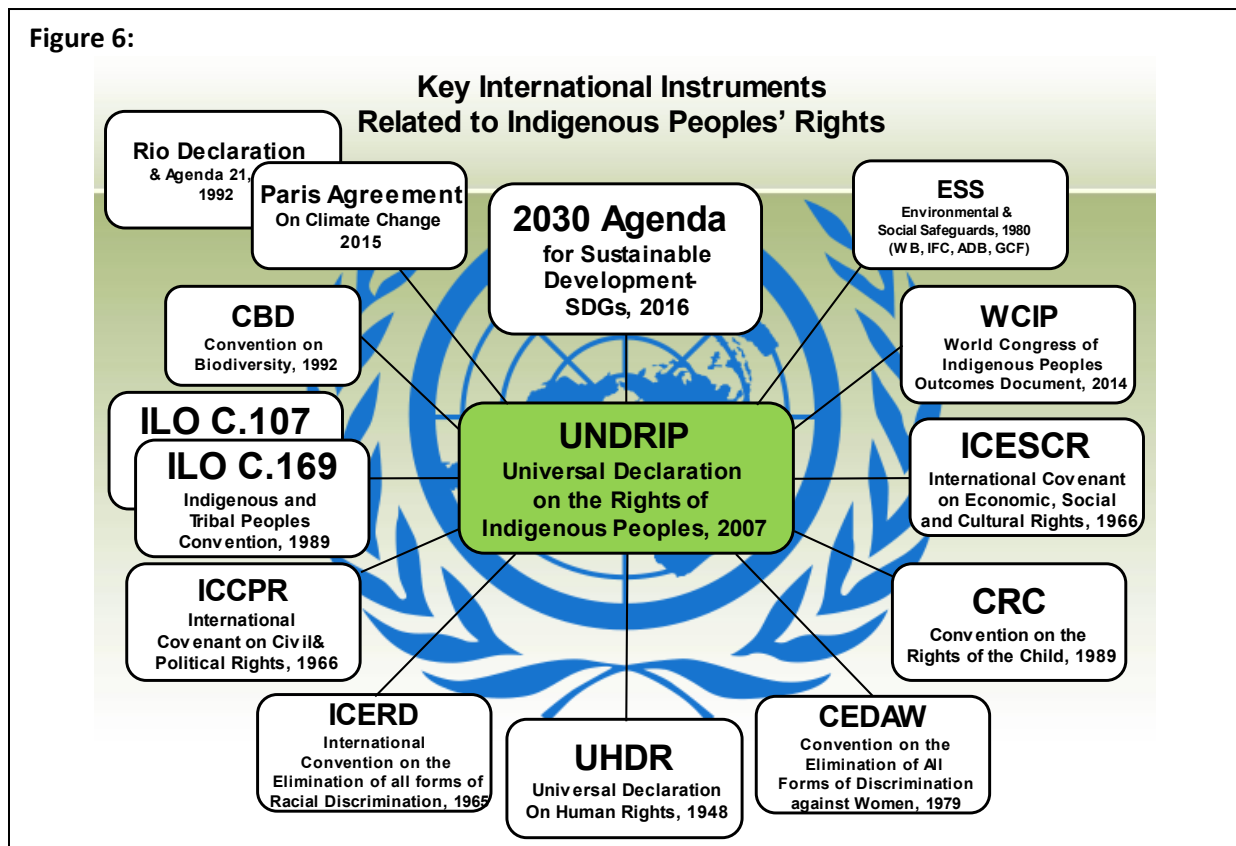 Figure 6:
Key International Instruments
Related to Indigenous Peoples' Rights
Rio Declaration
& Agenda 21,
1992
Paris Agreement
On Climate Change
2015
2030 Agenda
for Sustainable
Development-
SDGs, 2016
ESS
Environmental &
Social Safeguards, 1980
(WB, IFC, ADB, GCF)
CBD
Convention on
Biodiversity, 1992
WCIP
World Congress of
Indigenous Peoples
Outcomes Document, 2014
ILO C.107
ILO C.169
Indigenous and
Tribal Peoples
Convention, 1989
UNDRIP
Universal Declaration
on the Rights of
Indigenous Peoples, 2007
ICESCR
International Covenant
on Economic, Social
and Cultural Rights, 1966
ICCPR
International
Covenant on Civil&
Political Rights, 1966
CRC
Convention on the
Rights of the Child, 1989
ICERD
International
Convention on the
Elimination of all forms of
Racial Discrimination, 1965
UHDR
Universal Declaration
On Human Rights, 1948
CEDAW
Convention on the
Elimination of All
Forms of Discrimination
against Women, 1979